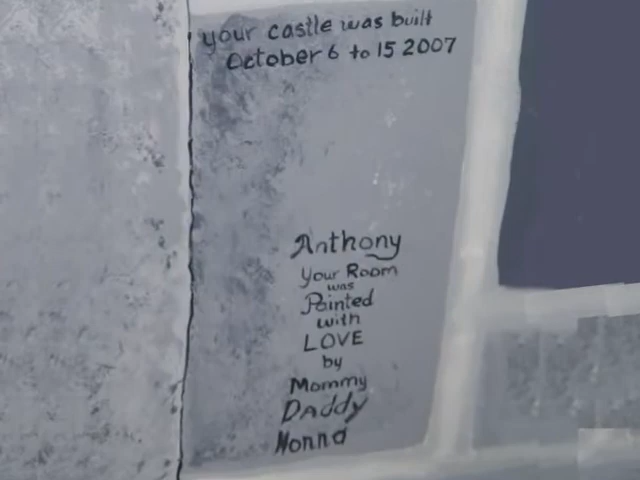 your castle was built
October 6 to 15 2007
Anthony
Your Room
was
Painted
with
LOVE
by
Mommy
Daddy
Nonna